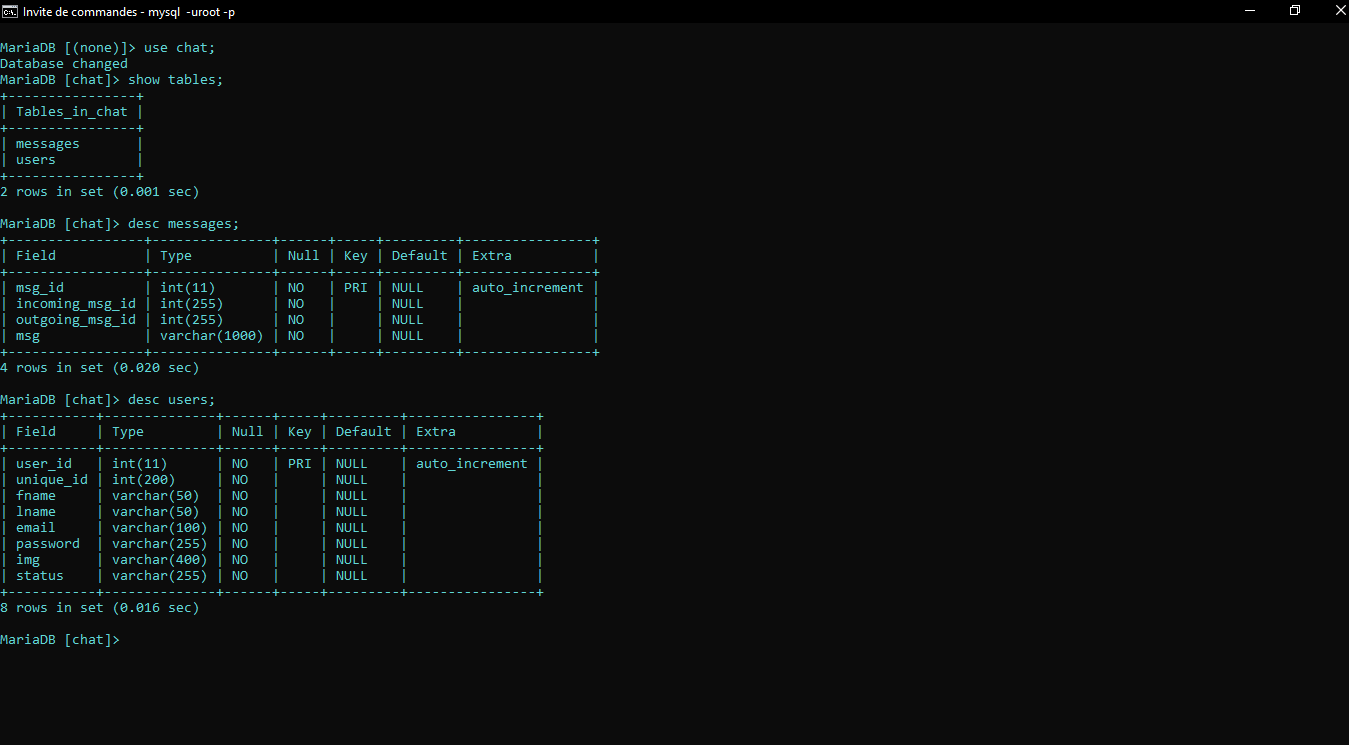 Invite de commandes - mysql  -uroot -p
MariaDB [(none)]> use chat;
Database changed
MariaDB [chat]> show tables;
+----------------+
| Tables_in_chat |
+----------------+
| messages       |
| users          |
+----------------+
2 rows in set (0.001 sec)

MariaDB [chat]> desc messages;
+-----------------+---------------+------+-----+---------+----------------+
| Field           | Type          | Null | Key | Default | Extra          |
+-----------------+---------------+------+-----+---------+----------------+
| msg_id          | int(11)       | NO   | PRI | NULL    | auto_increment |
| incoming_msg_id | int(255)      | NO   |     | NULL    |                |
| outgoing_msg_id | int(255)      | NO   |     | NULL    |                |
| msg             | varchar(1000) | NO   |     | NULL    |                |
+-----------------+---------------+------+-----+---------+----------------+
4 rows in set (0.020 sec)

MariaDB [chat]> desc users;
+-----------+--------------+------+-----+---------+----------------+
| Field     | Type         | Null | Key | Default | Extra          |
+-----------+--------------+------+-----+---------+----------------+
| user_id   | int(11)      | NO   | PRI | NULL    | auto_increment |
| unique_id | int(200)     | NO   |     | NULL    |                |
| fname     | varchar(50)  | NO   |     | NULL    |                |
| lname     | varchar(50)  | NO   |     | NULL    |                |
| email     | varchar(100) | NO   |     | NULL    |                |
| password  | varchar(255) | NO   |     | NULL    |                |
| img       | varchar(400) | NO   |     | NULL    |                |
| status    | varchar(255) | NO   |     | NULL    |                |
+-----------+--------------+------+-----+---------+----------------+
8 rows in set (0.016 sec)

MariaDB [chat]>